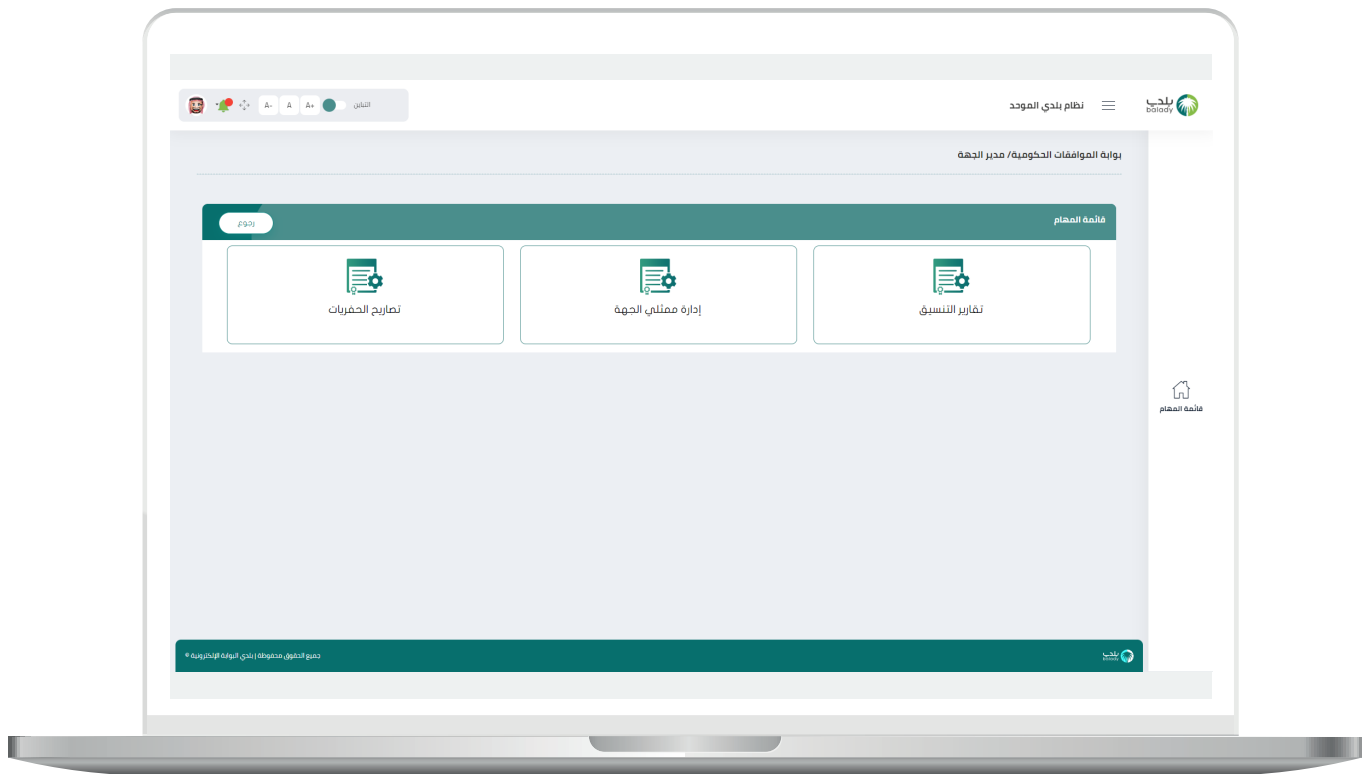 بلدي
balady
نظام بلدي الموحد
التباين
A+
A
A-
بوابة الموافقات الحكومية/ مدير الجهة
قائمة المهام
رجوع
تقارير التنسيق
إدارة ممثلي الجهة
تصاريح الحفريات
قائمة المهام
بلدي
balady
جميع الحقوق محفوظة | بلدي البوابة الإلكترونية ©